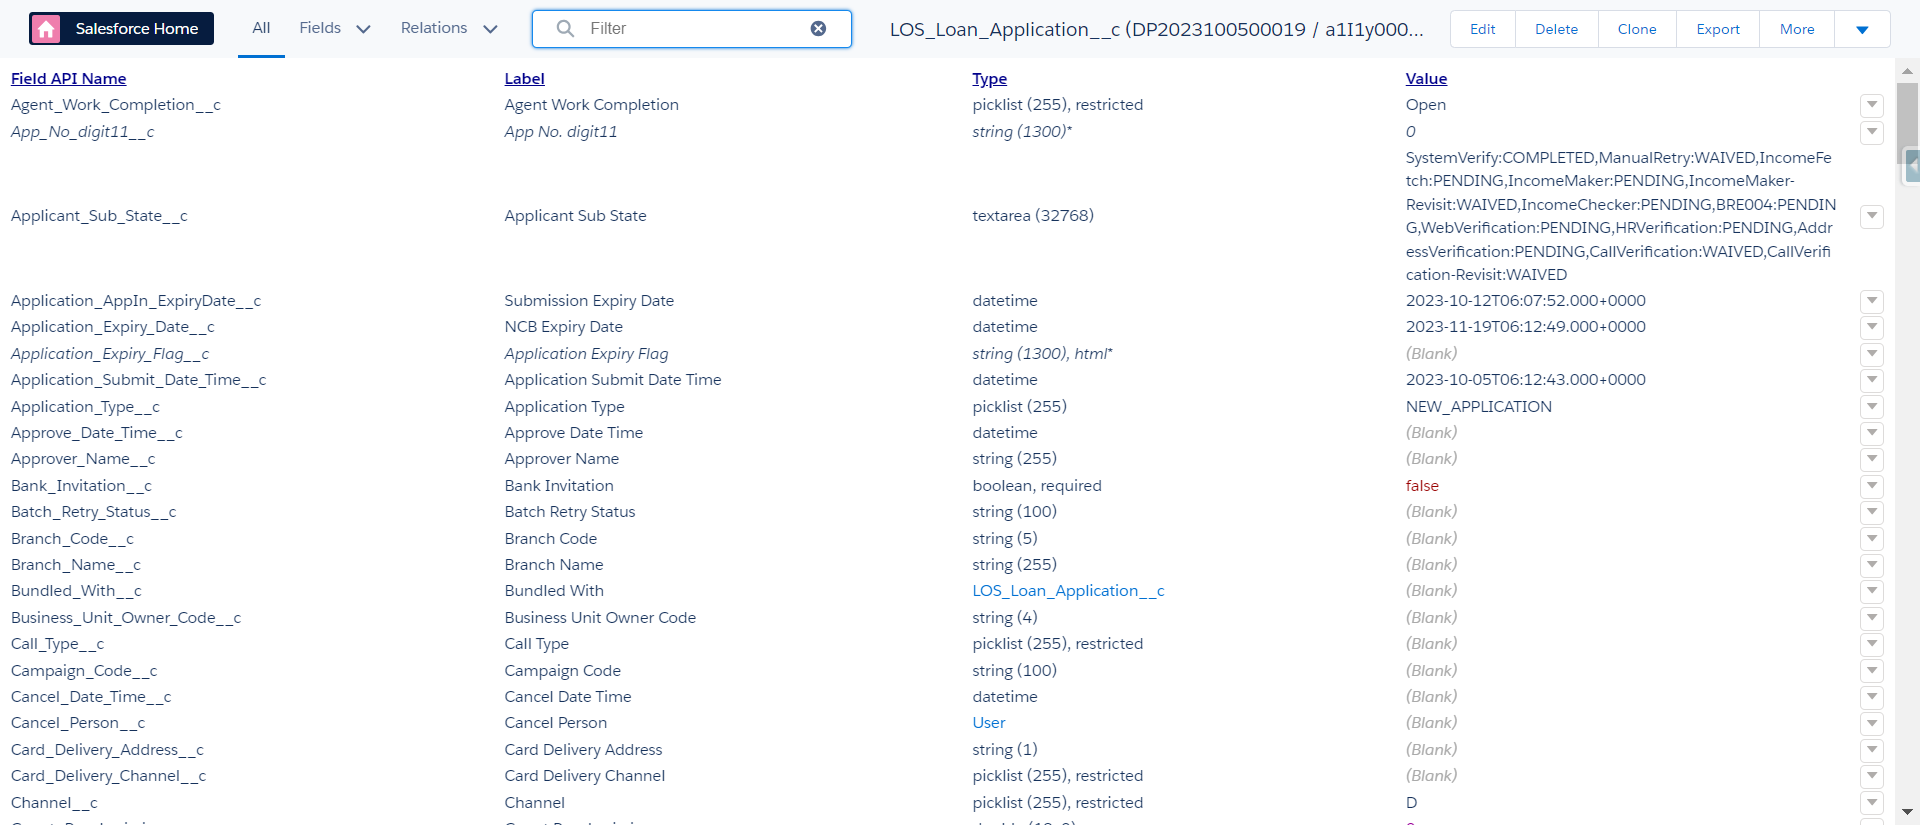 Salesforce Home All Fields Relations Filter LOS_Loan_Application__c (DP2023100500019 / a1I1y000... Edit Delete Clone Export More
Field API Name Label Type Value
Agent_Work_Completion__c Agent Work Completion picklist (255), restricted Open
App_No_digit11__c App No. digit11 string (1300)* 0
Applicant_Sub_State__c Applicant Sub State textarea (32768) SystemVerify:COMPLETED,ManualRetry:WAIVED,IncomeFe
tch:PENDING,IncomeMaker:PENDING,IncomeMaker-
Revisit:WAIVED,IncomeChecker:PENDING,BRE004:PENDIN
G,WebVerification:PENDING,HRVerification:PENDING,Addr
essVerification:PENDING,CallVerification:WAIVED,CallVerifi
cation-Revisit:WAIVED
Application_AppIn_ExpiryDate__c Submission Expiry Date datetime 2023-10-12T06:07:52.000+0000
Application_Expiry_Date__c NCB Expiry Date datetime 2023-11-19T06:12:49.000+0000
Application_Expiry_Flag__c Application Expiry Flag string (1300), html* (Blank)
Application_Submit_Date_Time__c Application Submit Date Time datetime 2023-10-05T06:12:43.000+0000
Application_Type__c Application Type picklist (255) NEW_APPLICATION
Approve_Date_Time__c Approve Date Time datetime (Blank)
Approver_Name__c Approver Name string (255) (Blank)
Bank_Invitation__c Bank Invitation boolean, required false
Batch_Retry_Status__c Batch Retry Status string (100) (Blank)
Branch_Code__c Branch Code string (5) (Blank)
Branch_Name__c Branch Name string (255) (Blank)
Bundled_With__c Bundled With LOS_Loan_Application__c (Blank)
Business_Unit_Owner_Code__c Business Unit Owner Code string (4) (Blank)
Call_Type__c Call Type picklist (255), restricted (Blank)
Campaign_Code__c Campaign Code string (100) (Blank)
Cancel_Date_Time__c Cancel Date Time datetime (Blank)
Cancel_Person__c Cancel Person User (Blank)
Card_Delivery_Address__c Card Delivery Address string (1) (Blank)
Card_Delivery_Channel__c Card Delivery Channel picklist (255), restricted (Blank)
Channel__c Channel picklist (255), restricted D